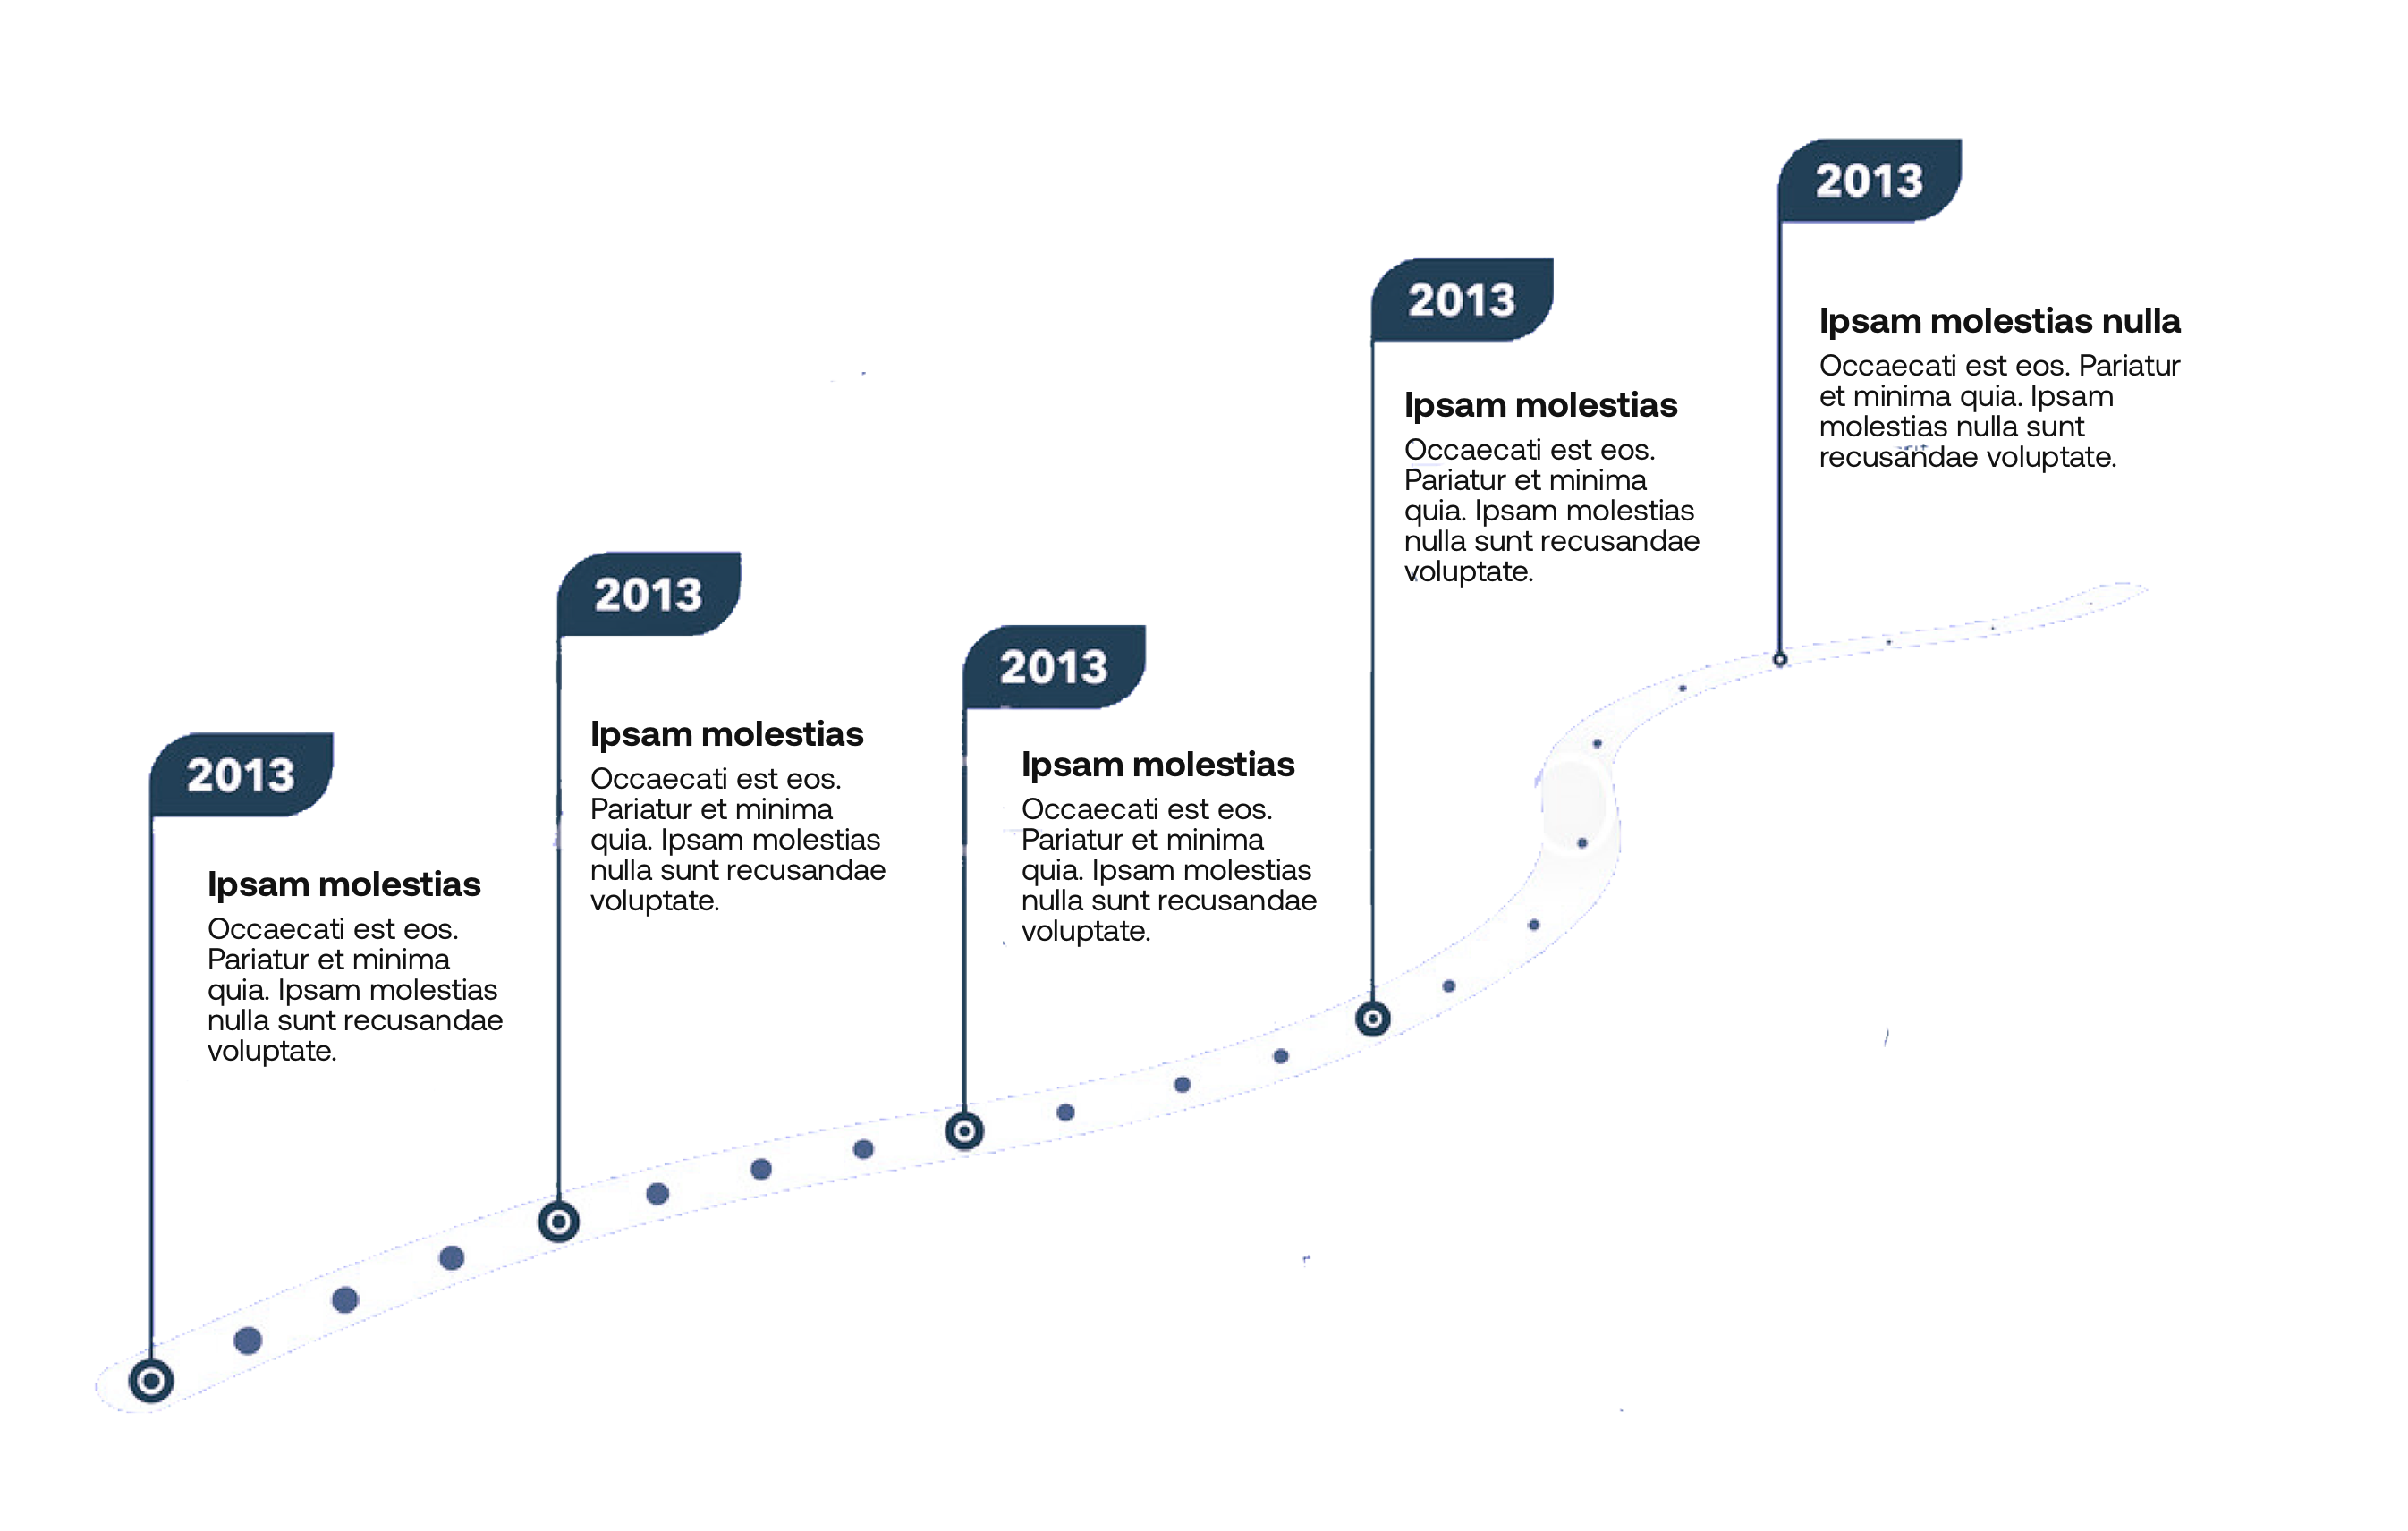 2013
Ipsam molestias
Occaecati est eos.
Pariatur et minima
quia. Ipsam molestias
nulla sunt recusandae
voluptate.
2013
Ipsam molestias
Occaecati est eos.
Pariatur et minima
quia. Ipsam molestias
nulla sunt recusandae
voluptate.
2013
Ipsam molestias
Occaecati est eos.
Pariatur et minima
quia. Ipsam molestias
nulla sunt recusandae
voluptate.
2013
Ipsam molestias
Occaecati est eos.
Pariatur et minima
quia. Ipsam molestias
nulla sunt recusandae
voluptate.
2013
Ipsam molestias nulla
Occaecati est eos. Pariatur
et minima quia. Ipsam
molestias nulla sunt
recusandae voluptate.